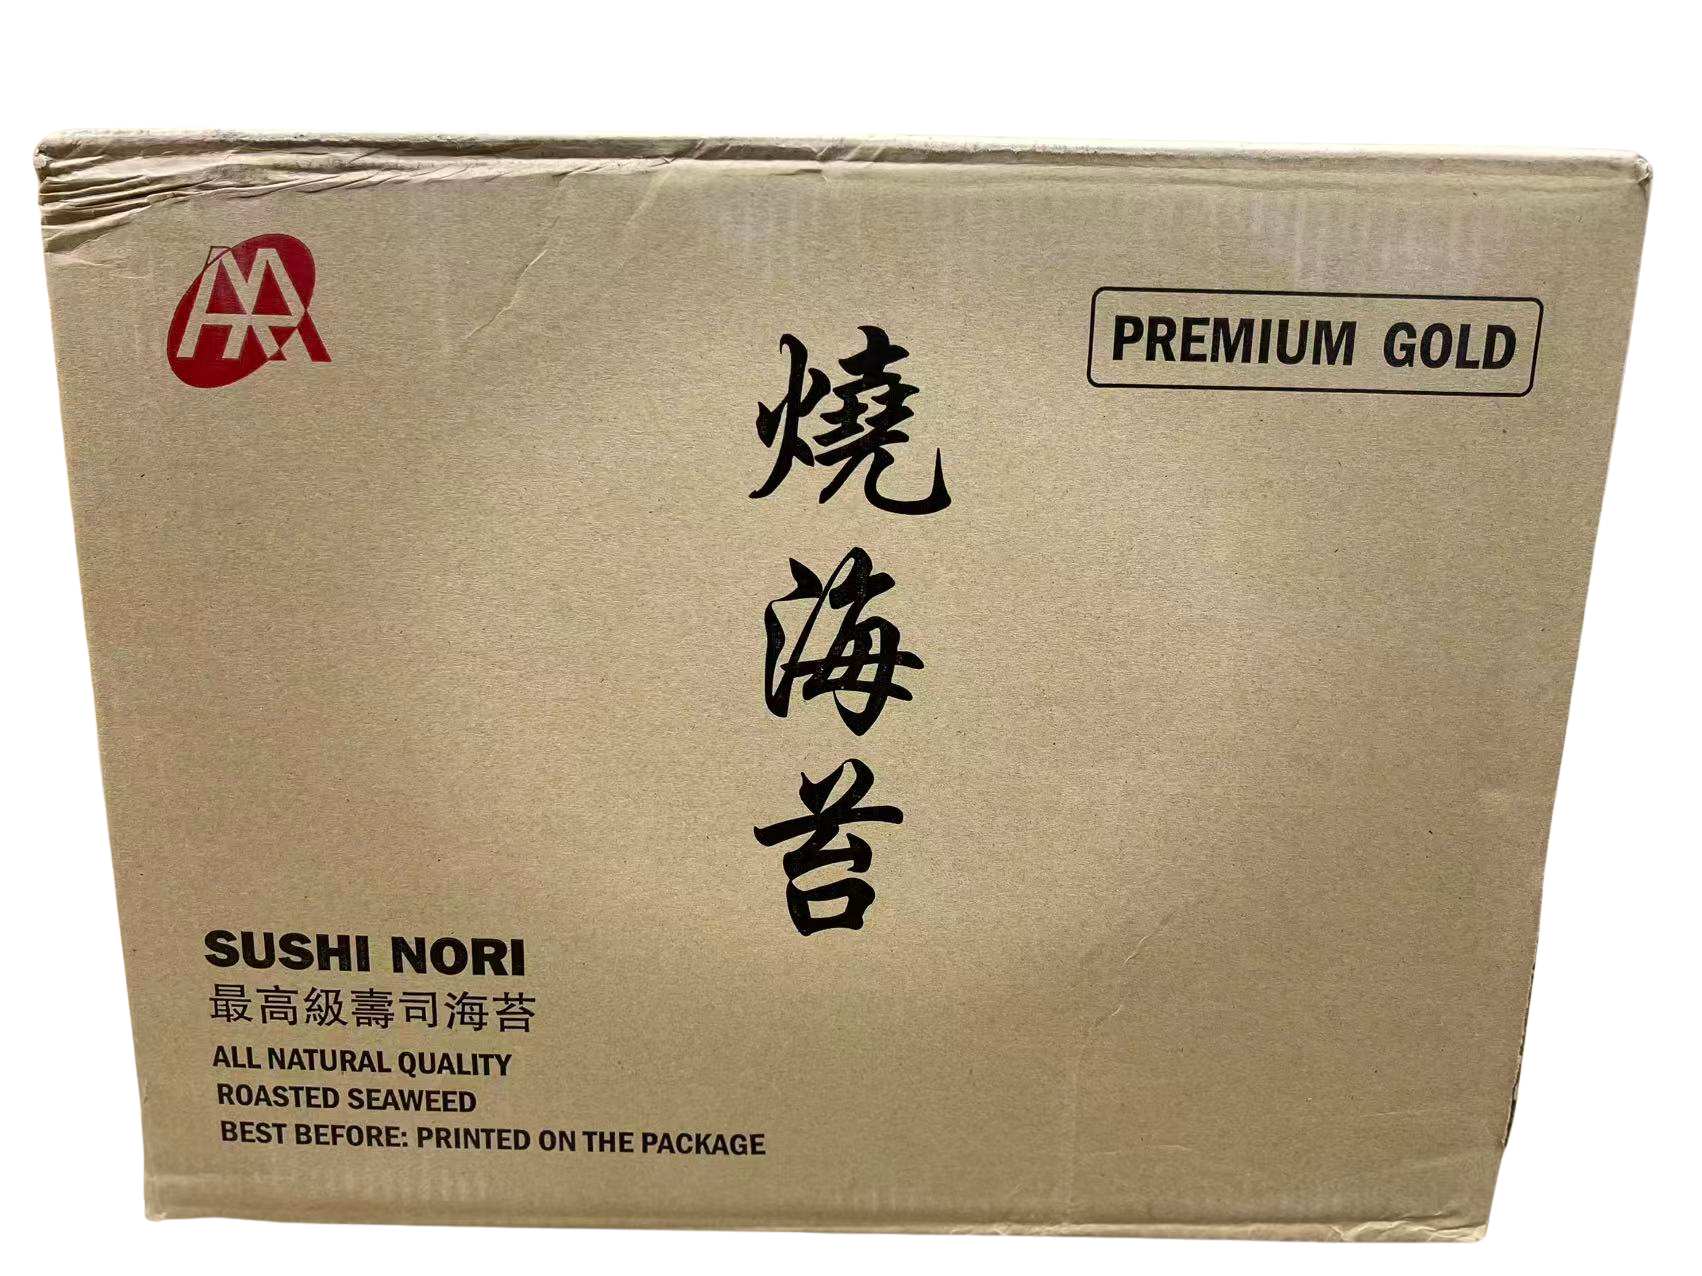 PREMIUM GOLD
燒海苔
SUSHI NORI
最高級壽司海苔
ALL NATURAL QUALITY
ROASTED SEAWEED
BEST BEFORE: PRINTED ON THE PACKAGE